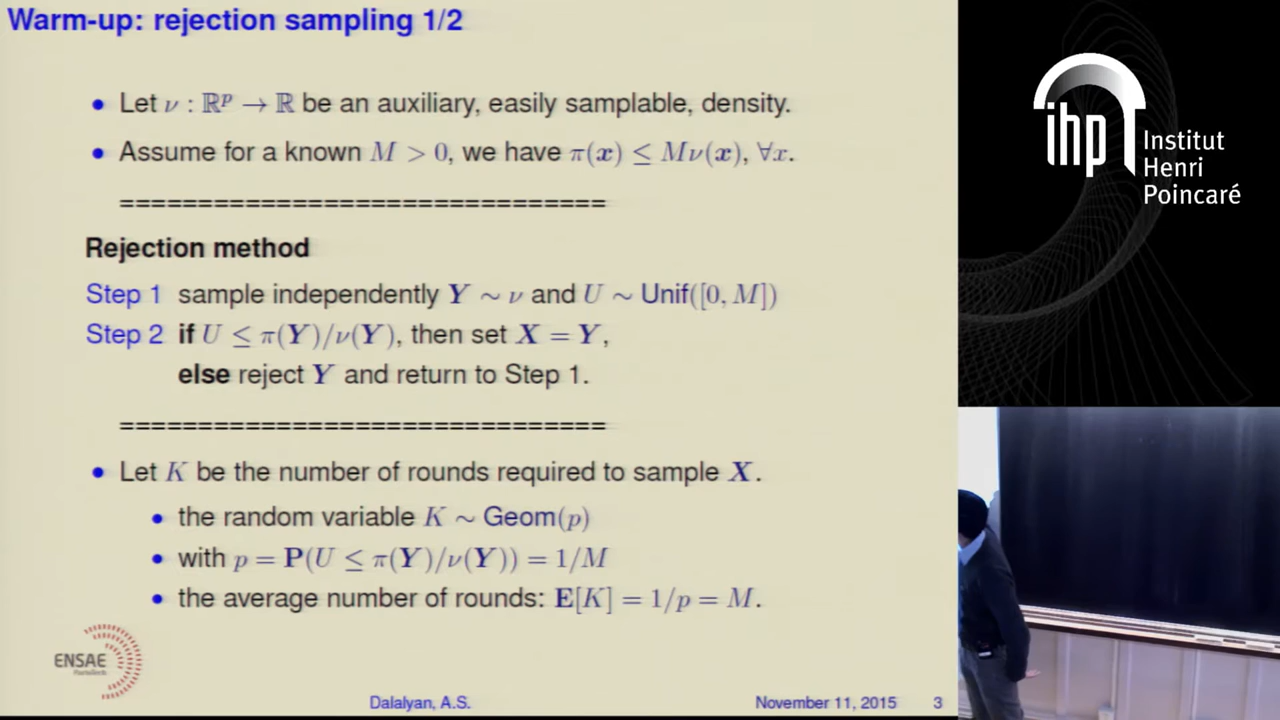 Warm-up: rejection sampling 1/2
• Let ν : ℝᵖ → ℝ be an auxiliary, easily samplable, density.
• Assume for a known M > 0, we have π(x) ≤ Mν(x), ∀x.
==============================
Rejection method
Step 1 sample independently Y ∼ ν and U ∼ Unif([0, M])
Step 2 if U ≤ π(Y)/ν(Y), then set X = Y,
else reject Y and return to Step 1.
==============================
• Let K be the number of rounds required to sample X.
• the random variable K ∼ Geom(p)
• with p = P(U ≤ π(Y)/ν(Y)) = 1/M
• the average number of rounds: E[K] = 1/p = M.
ENSAE
ParisTech
Dalalyan, A.S.
November 11, 2015 3
ihp
Institut
Henri
Poincaré